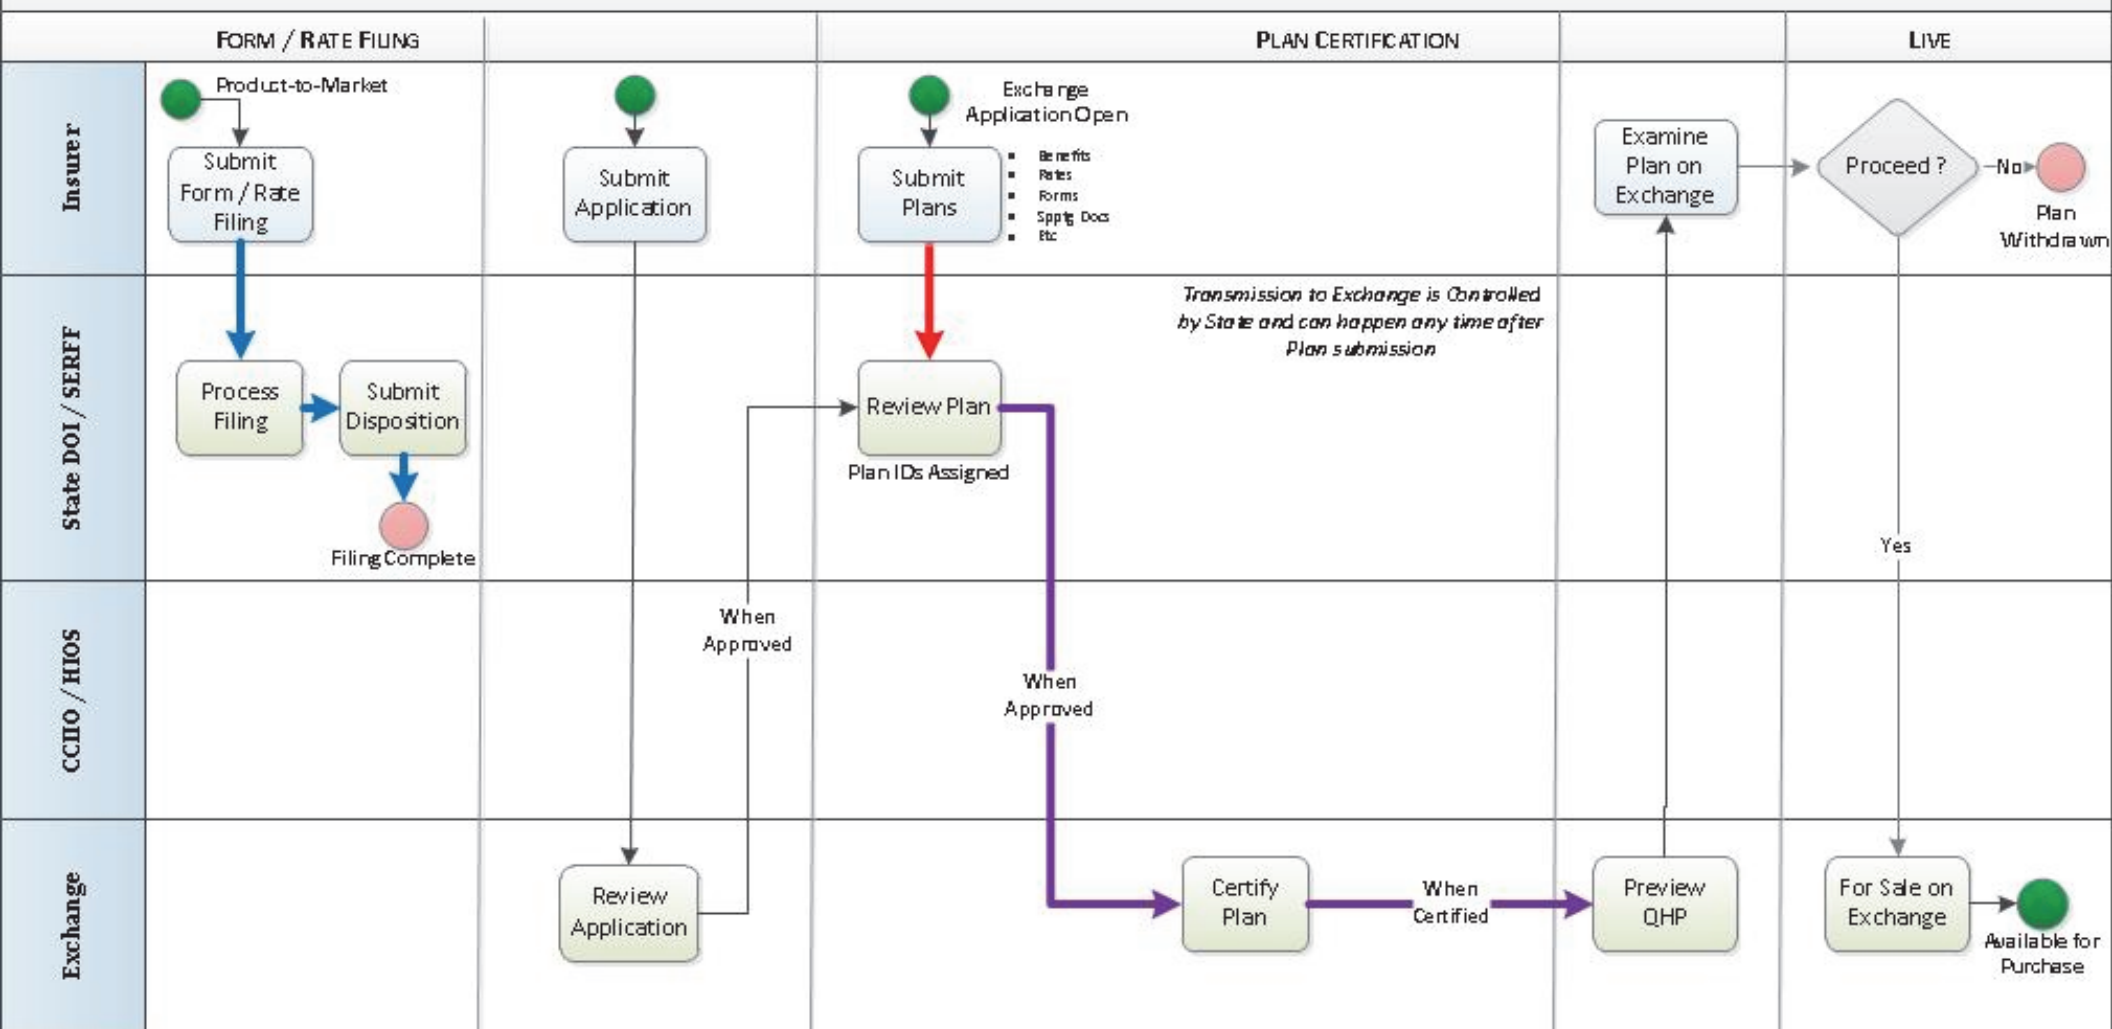 FORM / RATE FILING
PLAN CERTIFICATION
LIVE
Insurer
Product-to-Market
Submit
Form / Rate
Filing
Submit
Application
Exchange
Application Open
Submit
Plans
Benefits
Rates
Forms
Spptg Docs
Etc
Examine
Plan on
Exchange
Proceed ?
No
Plan
Withdrawn
State DOI / SERFF
Transmission to Exchange is Controlled
by State and can happen any time after
Plan submission
Process
Filing
Submit
Disposition
Filing Complete
Review Plan
Plan IDs Assigned
Yes
CCIIO / HIOS
When
Approved
When
Approved
Exchange
Review
Application
Certify
Plan
When
Certified
Preview
QHP
For Sale on
Exchange
Available for
Purchase